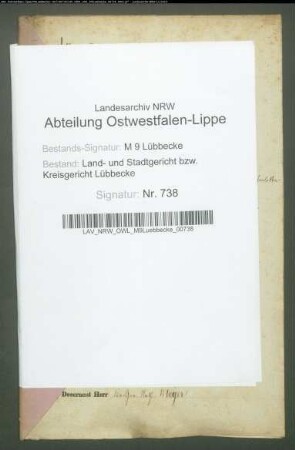 Landesarchiv NRW
Abteilung Ostwestfalen-Lippe
Bestands-Signatur: M 9 Lübbecke
Bestand: Land- und Stadtgericht bzw.
Kreisgericht Lübbecke
Signatur: Nr. 738
LAV_NRW_OWL_M9Luebbecke_00738
Decernent Herr